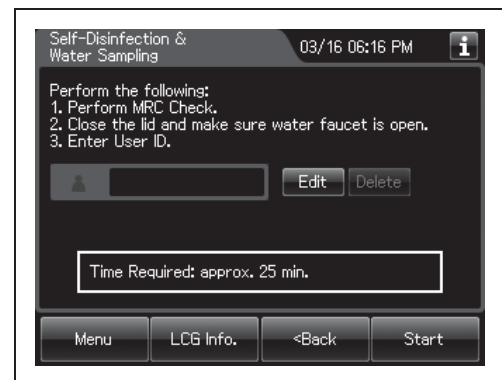 Self-Disinfection &
Water Sampling
03/16 06:16 PM
i
Perform the following:
1. Perform MRC Check.
2. Close the lid and make sure water faucet is open.
3. Enter User ID.
Edit
Delete
Time Required: approx. 25 min.
Menu
LCG Info.
<Back
Start